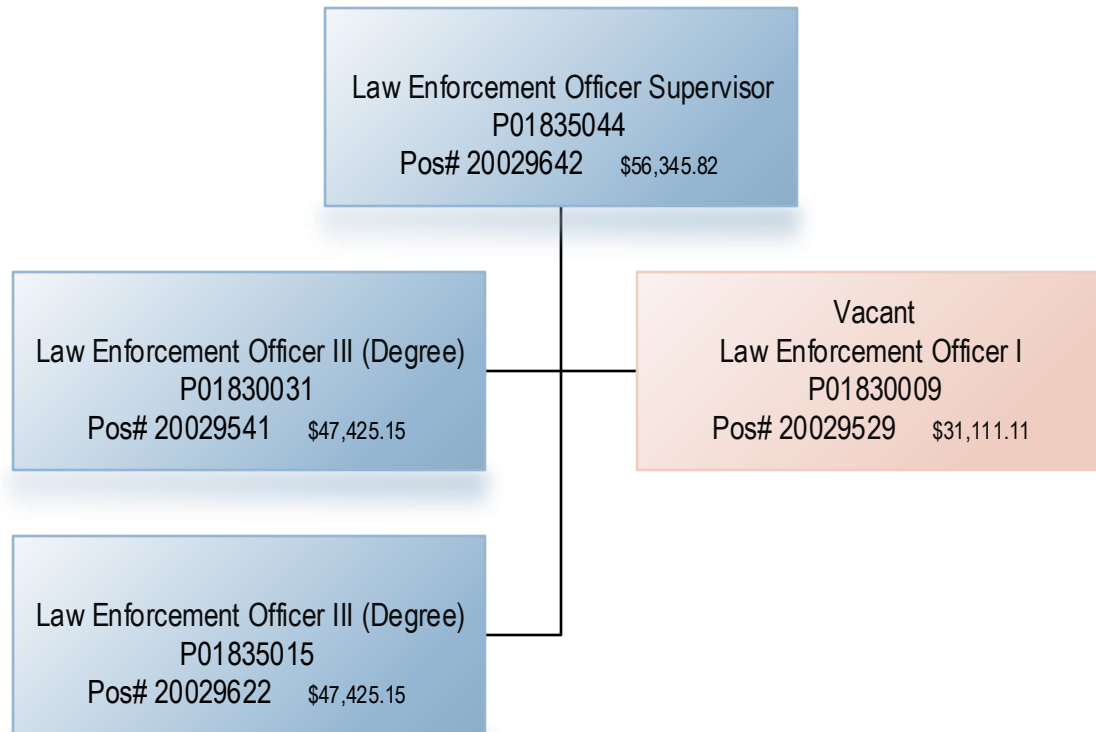 Law Enforcement Officer Supervisor
P01835044
Pos# 20029642 $56,345.82
Law Enforcement Officer III (Degree)
P01830031
Pos# 20029541 $47,425.15
Vacant
Law Enforcement Officer I
P01830009
Pos# 20029529 $31,111.11
Law Enforcement Officer III (Degree)
P01835015
Pos# 20029622 $47,425.15